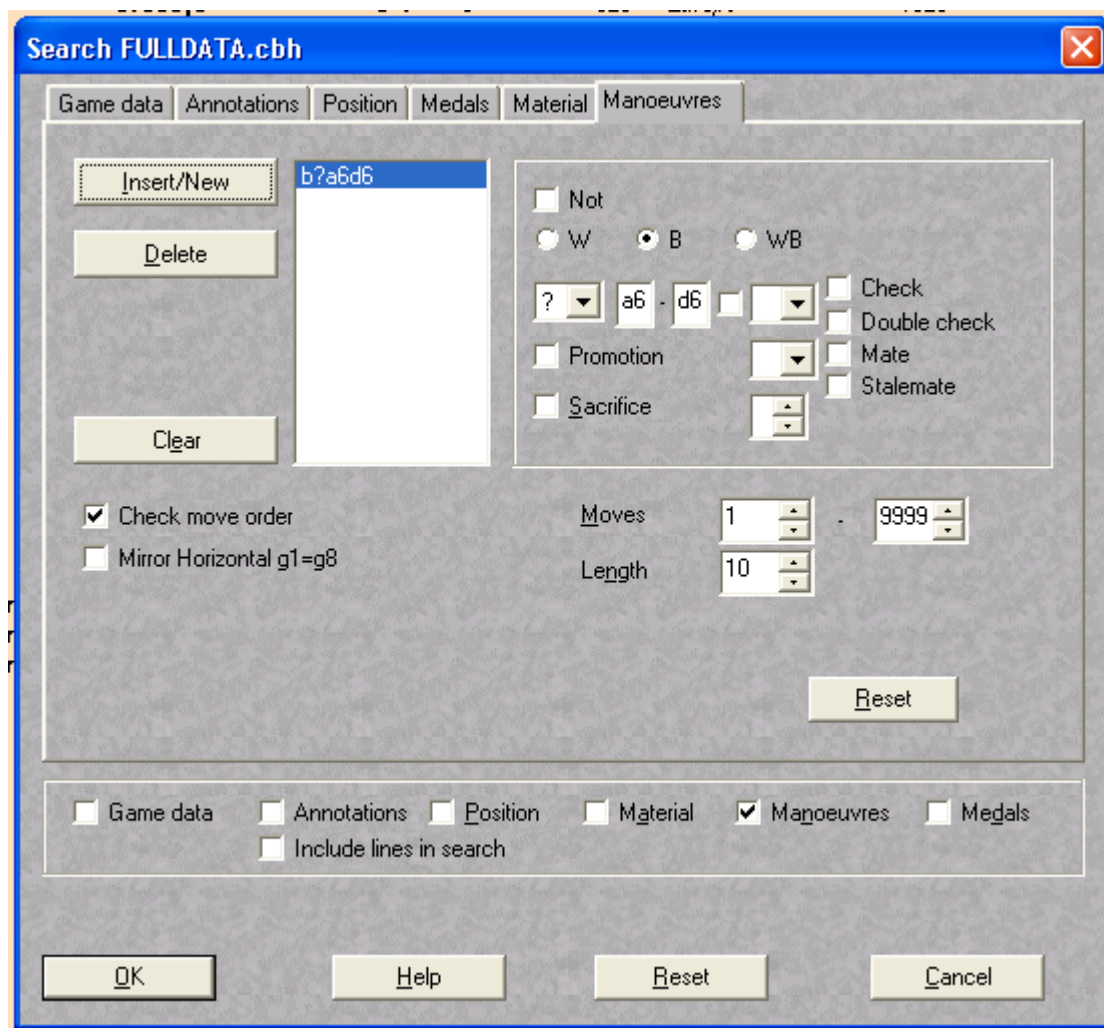 Search FULLDATA.cbh
Game data Annotations Position Medals Material Manoeuvres
Insert/New
b?a6d6
Not
Delete
W B WB
? a6 - d6 Check
Double check
Promotion Mate
Stalemate
Sacrifice
Clear
Check move order Moves 1 - 9999
Mirror Horizontal g1=g8
Length 10
Reset
Game data Annotations Position Material Manoeuvres Medals
Include lines in search
OK Help Reset Cancel